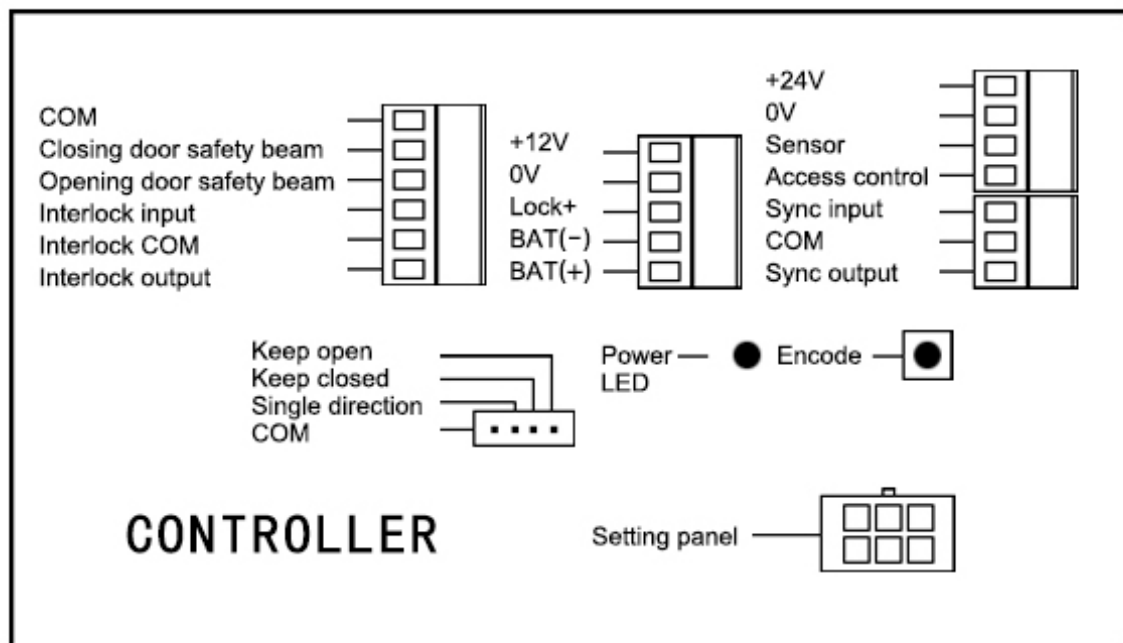 COM
Closing door safety beam
Opening door safety beam
Interlock input
Interlock COM
Interlock output
+12V
0V
Lock+
BAT(−)
BAT(+)
+24V
0V
Sensor
Access control
Sync input
COM
Sync output
Keep open
Keep closed
Single direction
COM
Power
LED
Encode
CONTROLLER
Setting panel